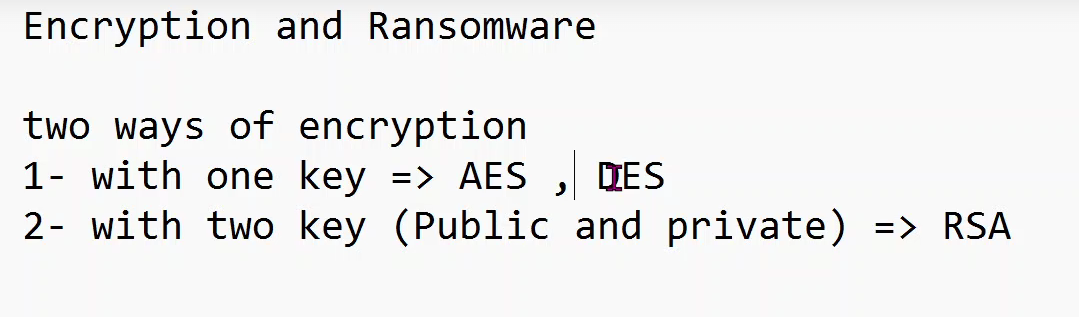 Encryption and Ransomware
two ways of encryption
1- with one key => AES , DES
2- with two key (Public and private) => RSA